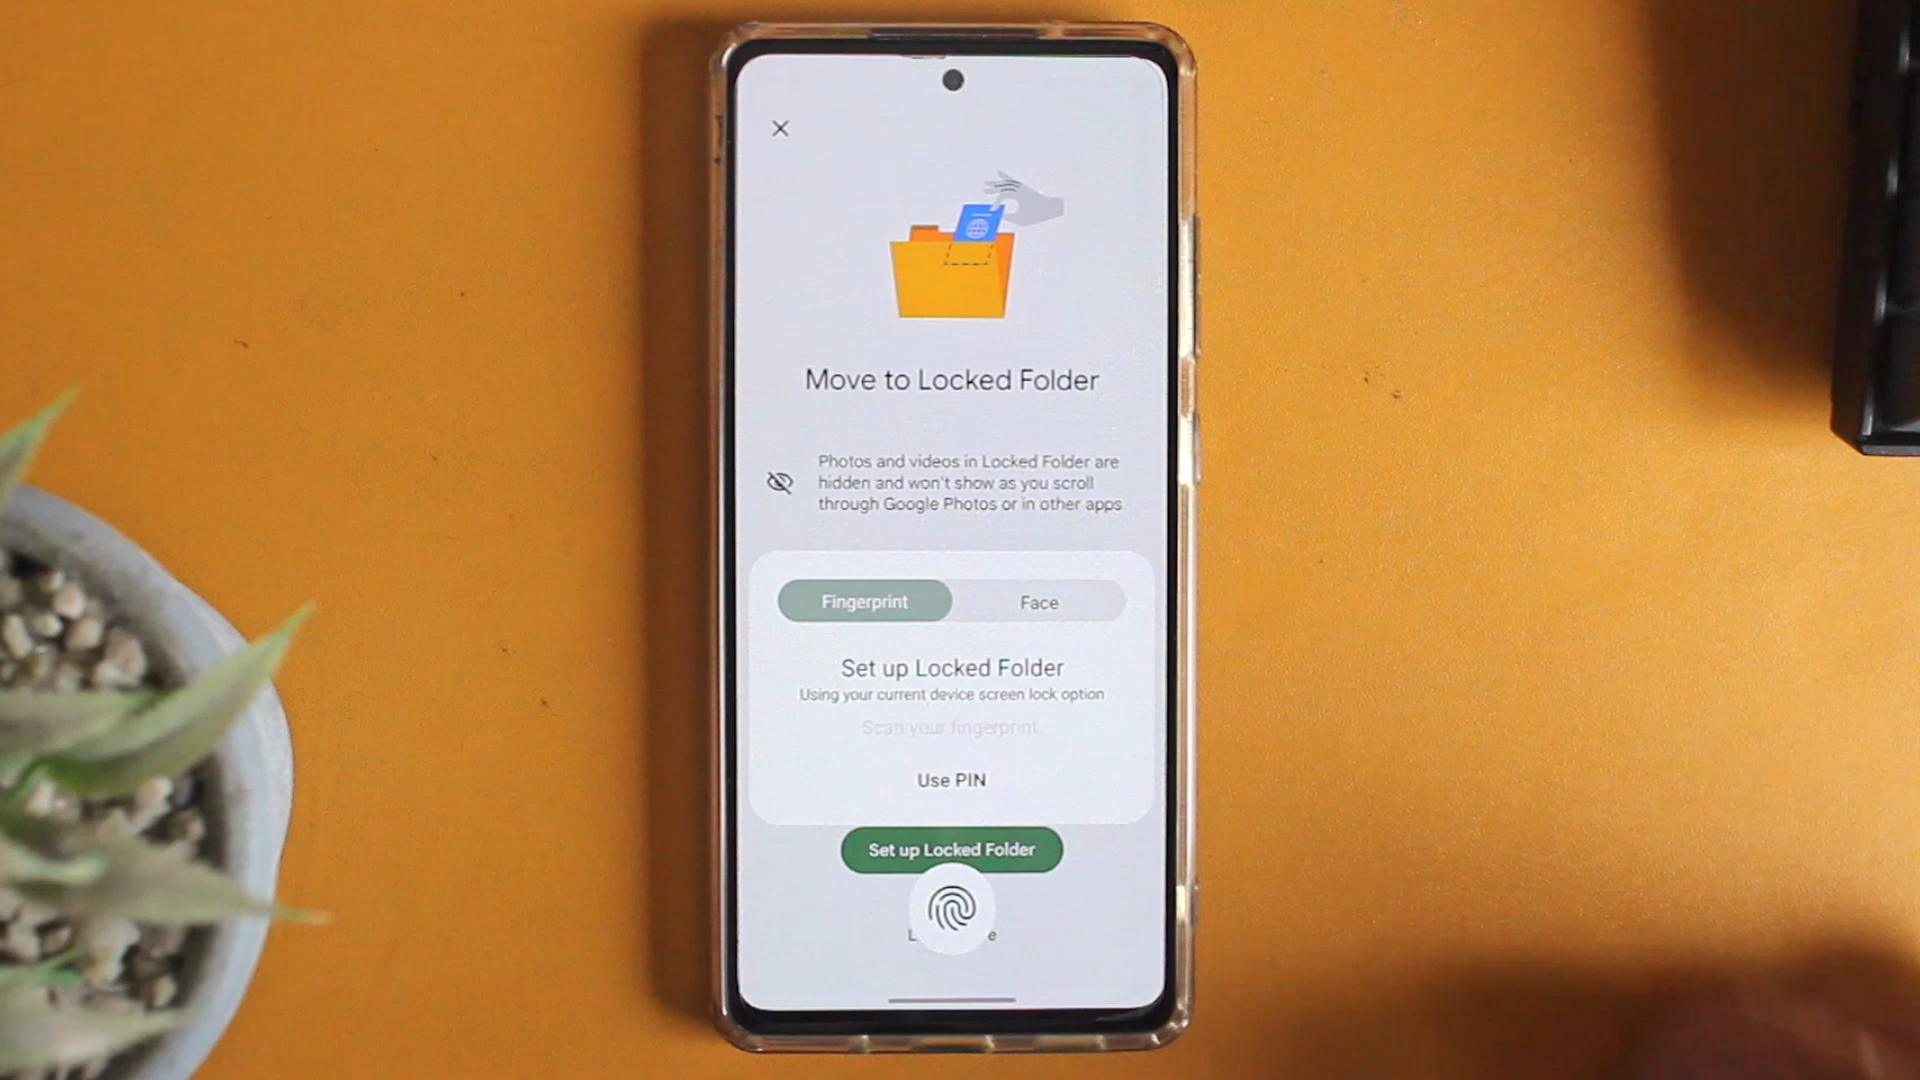 Move to Locked Folder
Photos and videos in Locked Folder are
hidden and won't show as you scroll
through Google Photos or in other apps
Fingerprint
Face
Set up Locked Folder
Using your current device screen lock option
Scan your fingerprint.
Use PIN
Set up Locked Folder